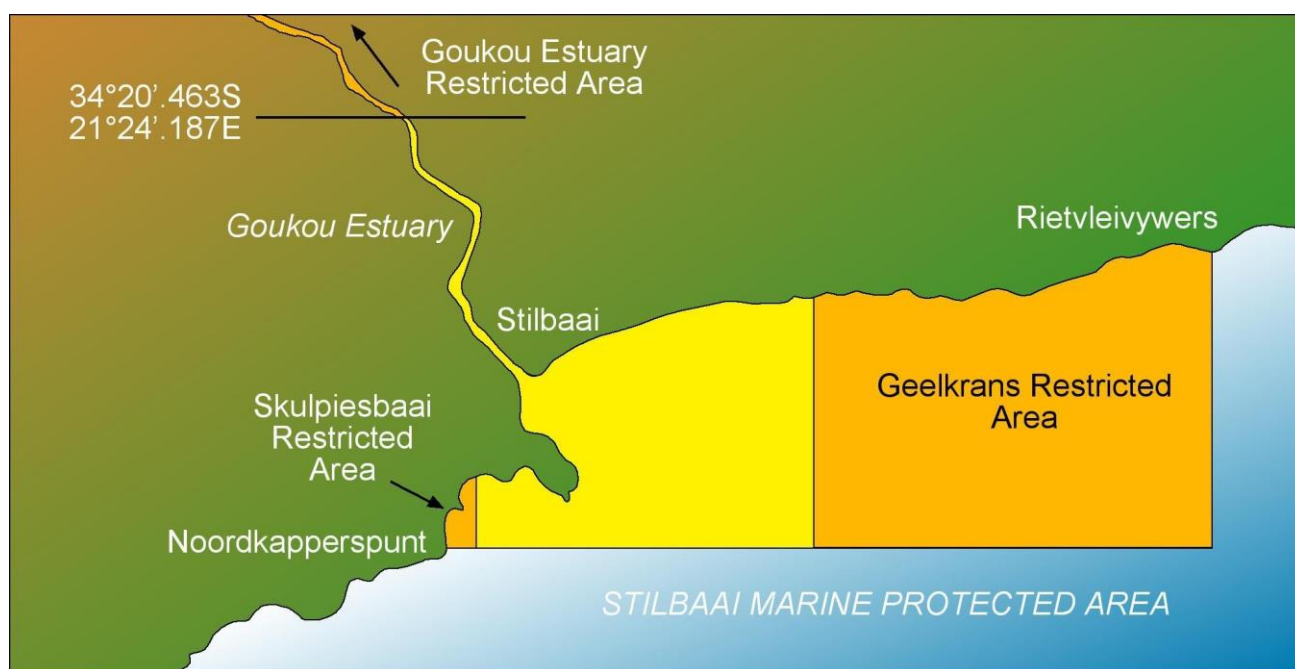 Goukou Estuary
Restricted Area
34°20'.463S
21°24'.187E
Goukou Estuary
Rietvleivywers
Stilbaai
Geelkrans Restricted
Area
Skulpiesbaai
Restricted
Area
Noordkapperspunt
STILBAAI MARINE PROTECTED AREA